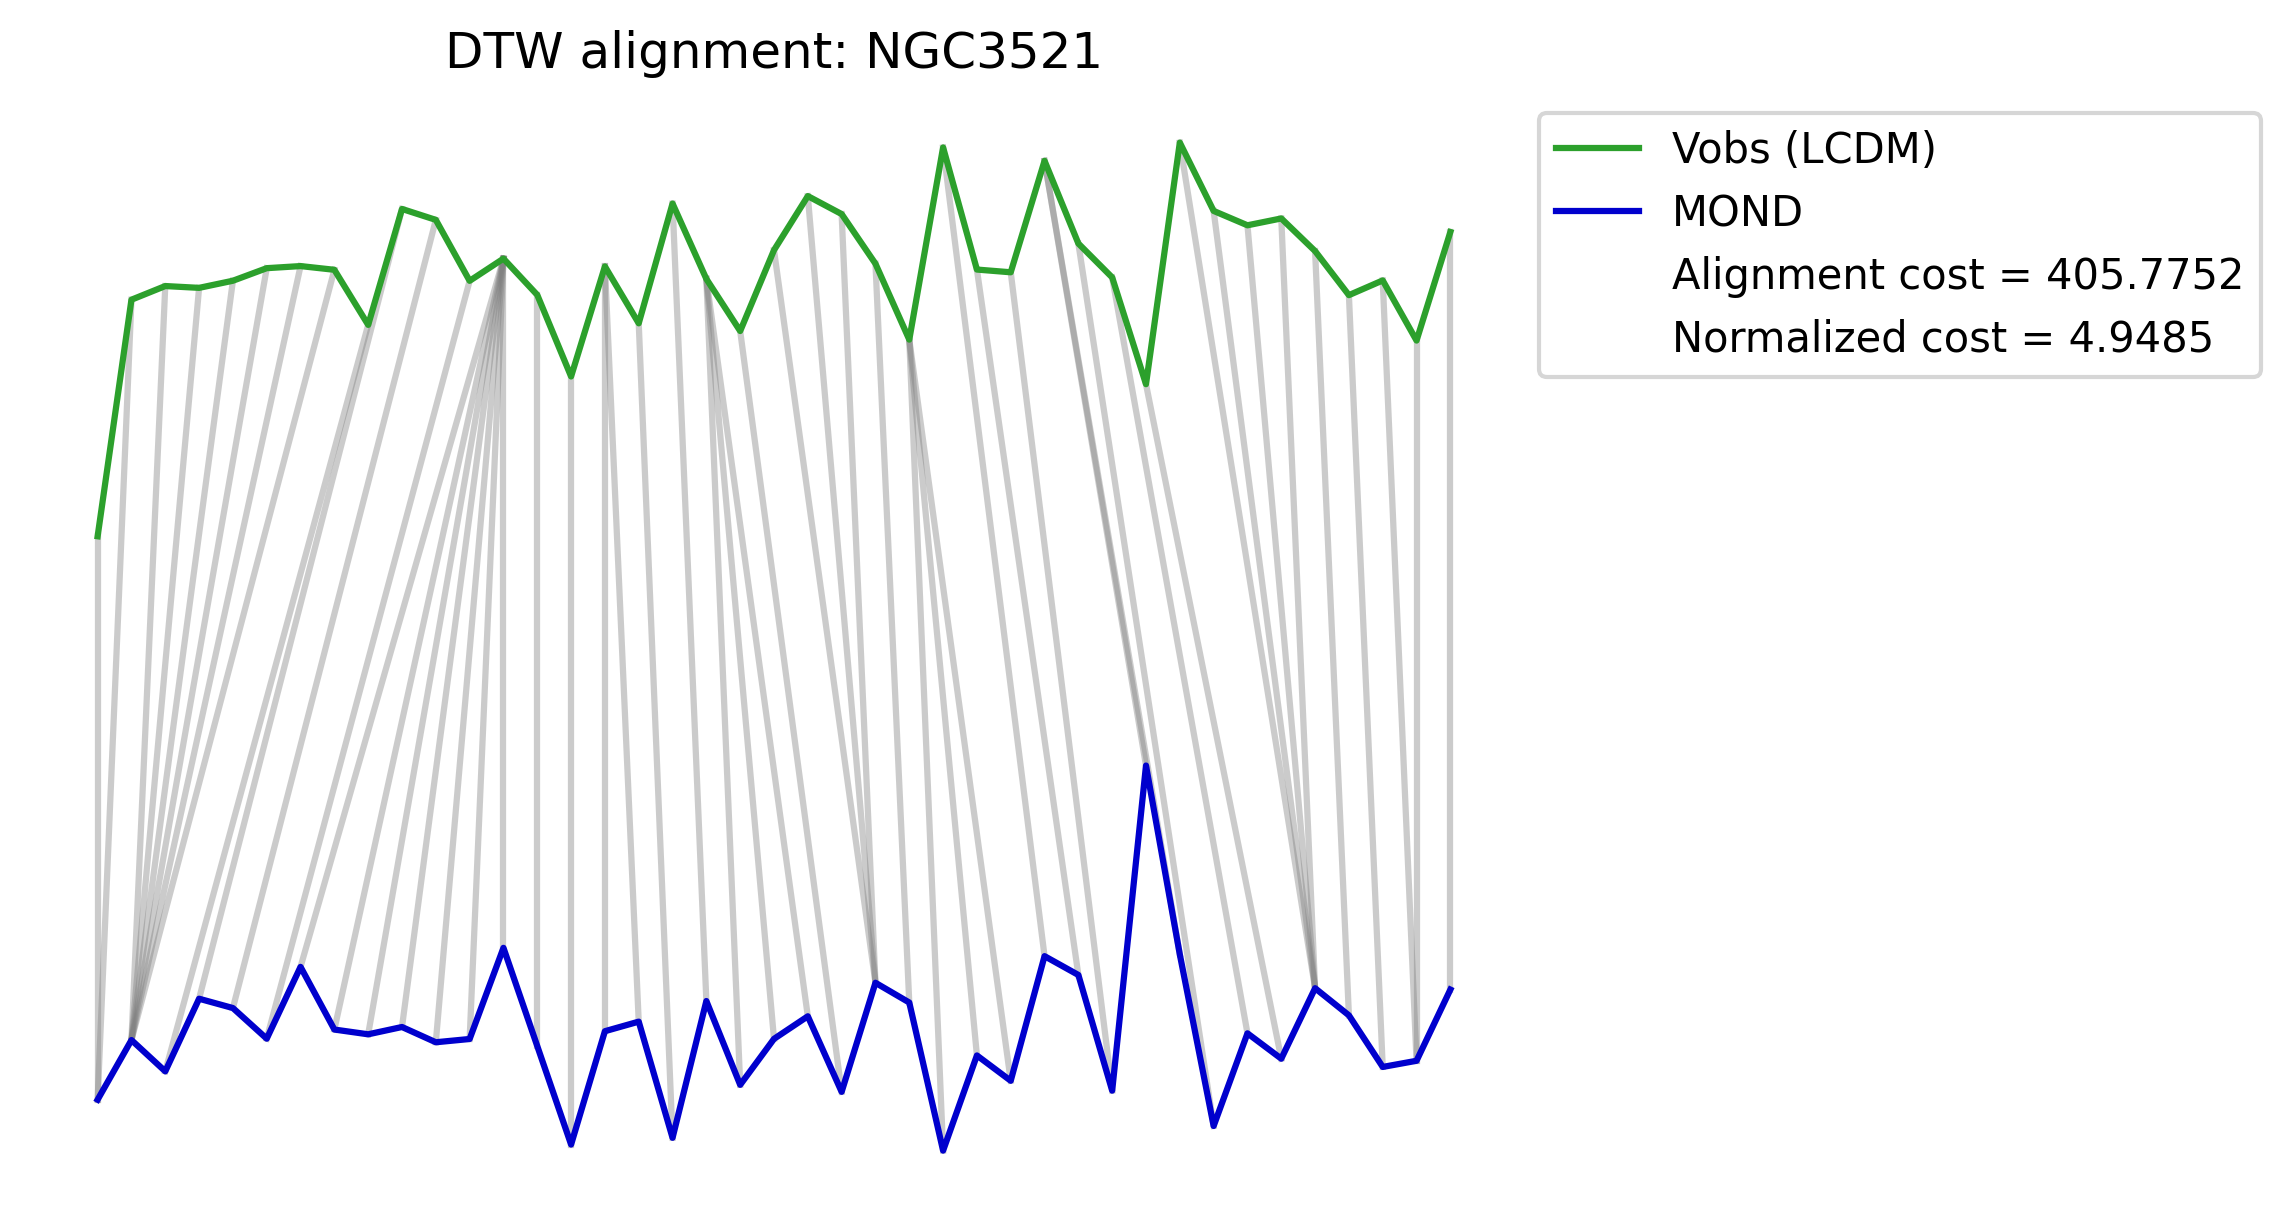 DTW alignment: NGC3521
Vobs (LCDM)
MOND
Alignment cost = 405.7752
Normalized cost = 4.9485